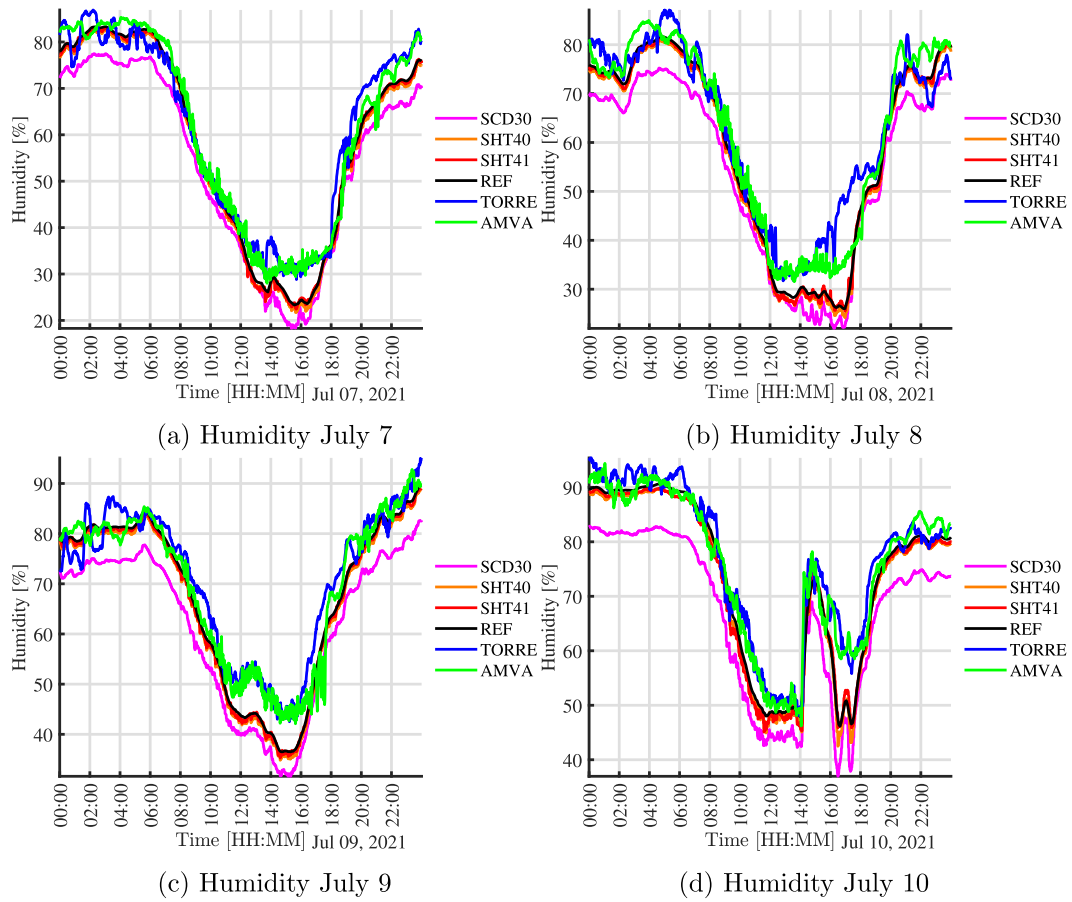 Humidity [%]
80
70
60
50
40
30
20
00:00
02:00
04:00
06:00
08:00
10:00
12:00
14:00
16:00
18:00
20:00
22:00
Time [HH:MM] Jul 07, 2021
SCD30
SHT40
SHT41
REF
TORRE
AMVA
(a) Humidity July 7
Humidity [%]
80
70
60
50
40
30
00:00
02:00
04:00
06:00
08:00
10:00
12:00
14:00
16:00
18:00
20:00
22:00
Time [HH:MM] Jul 08, 2021
SCD30
SHT40
SHT41
REF
TORRE
AMVA
(b) Humidity July 8
Humidity [%]
90
80
70
60
50
40
00:00
02:00
04:00
06:00
08:00
10:00
12:00
14:00
16:00
18:00
20:00
22:00
Time [HH:MM] Jul 09, 2021
SCD30
SHT40
SHT41
REF
TORRE
AMVA
(c) Humidity July 9
Humidity [%]
90
80
70
60
50
40
00:00
02:00
04:00
06:00
08:00
10:00
12:00
14:00
16:00
18:00
20:00
22:00
Time [HH:MM] Jul 10, 2021
SCD30
SHT40
SHT41
REF
TORRE
AMVA
(d) Humidity July 10